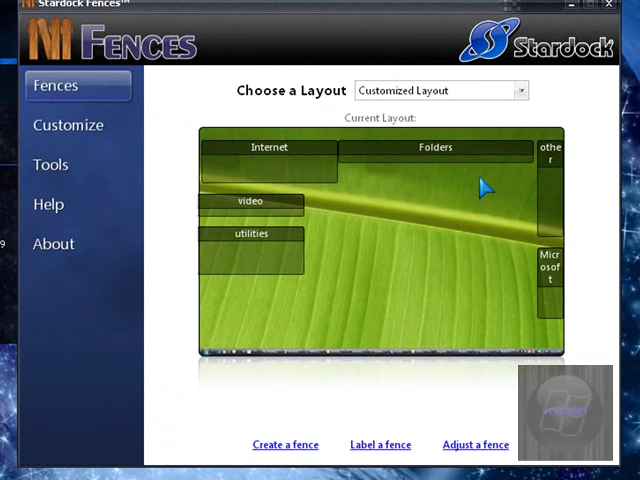 Stardock Fences™
FENCES
Stardock
Fences
Customize
Tools
Help
About
9
Choose a Layout
Customized Layout
Current Layout:
Internet
Folders
othe
r
video
utilities
Micr
osof
t
Create a fence
Label a fence
Adjust a fence